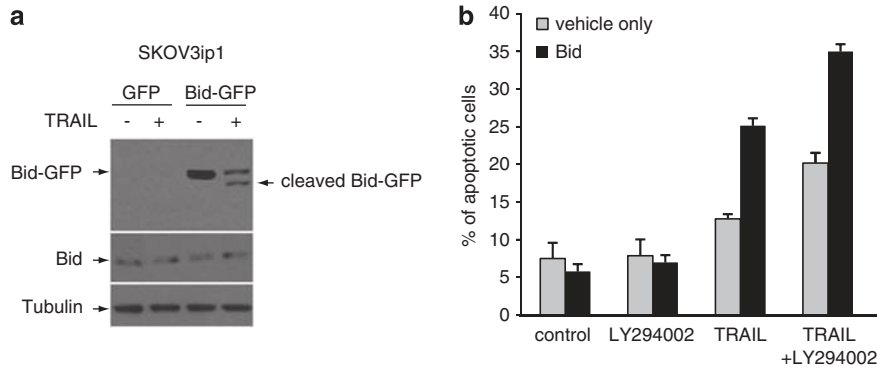 a
SKOV3ip1
GFP Bid-GFP
TRAIL - + - +
Bid-GFP
cleaved Bid-GFP
Bid
Tubulin
b
vehicle only
Bid
% of apoptotic cells
40
35
30
25
20
15
10
5
0
control LY294002 TRAIL TRAIL
+LY294002